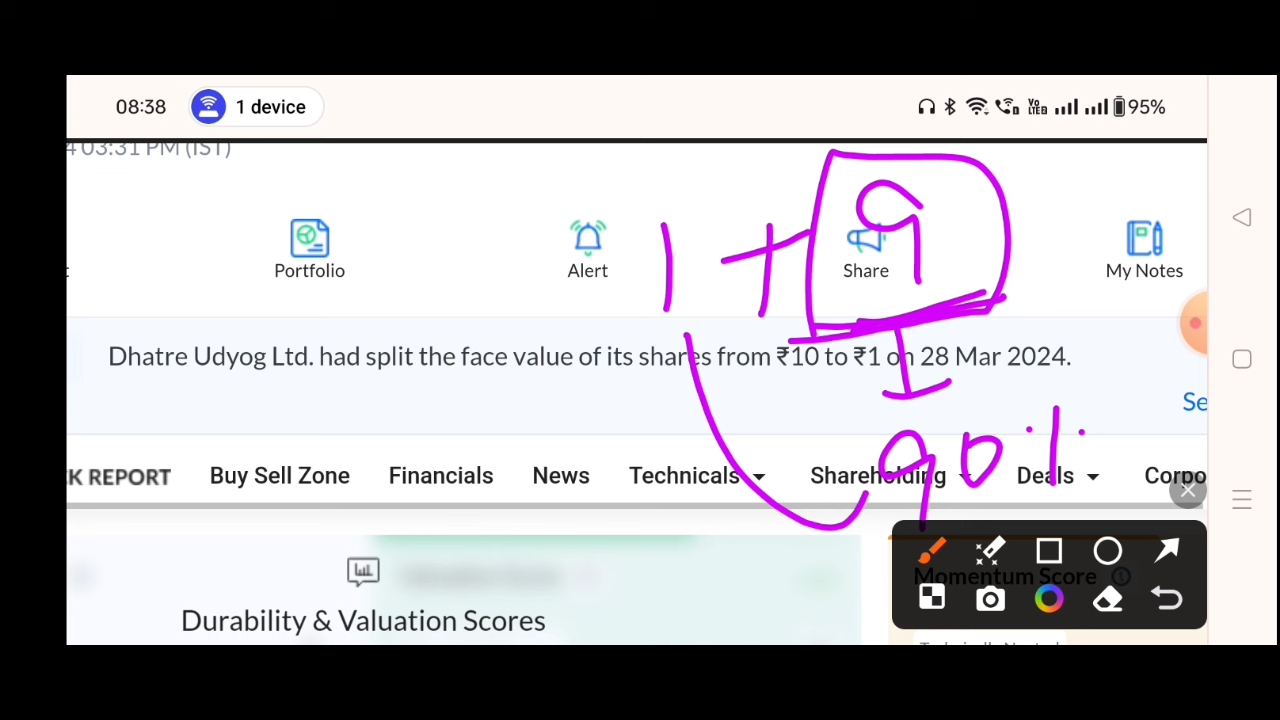 08:38 1 device 95%
4 03:31 PM (IST)
Portfolio Alert Share My Notes
1 + 9
Dhatre Udyog Ltd. had split the face value of its shares from ₹10 to ₹1 on 28 Mar 2024.
Se
90%
CK REPORT Buy Sell Zone Financials News Technicals Shareholding Deals Corpo
Durability & Valuation Scores
Momentum Score